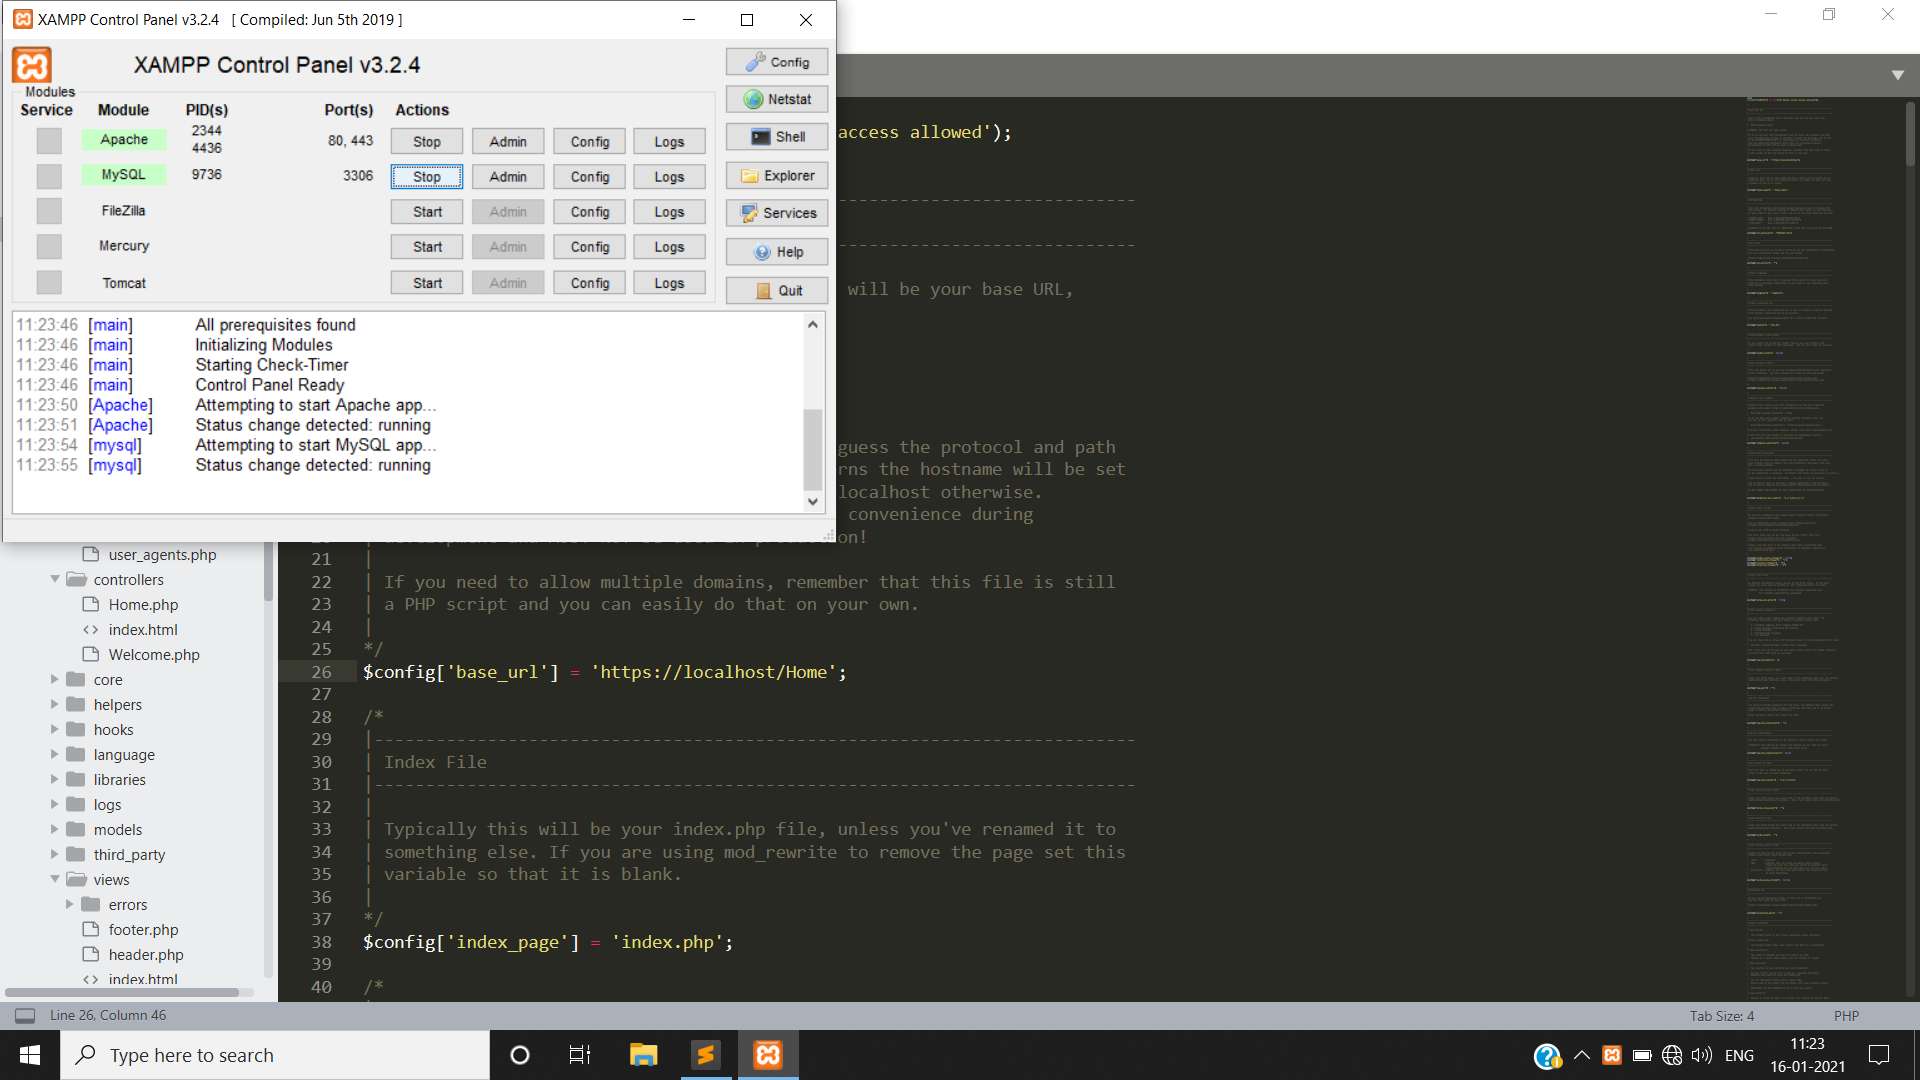 XAMPP Control Panel v3.2.4 [ Compiled: Jun 5th 2019 ]
XAMPP Control Panel v3.2.4
Config
Modules
Service Module PID(s) Port(s) Actions
Netstat
Apache 2344 4436 80, 443 Stop Admin Config Logs
Shell
MySQL 9736 3306 Stop Admin Config Logs
Explorer
FileZilla Start Admin Config Logs
Services
Mercury Start Admin Config Logs
Help
Tomcat Start Admin Config Logs
Quit
11:23:46 [main] All prerequisites found
11:23:46 [main] Initializing Modules
11:23:46 [main] Starting Check-Timer
11:23:46 [main] Control Panel Ready
11:23:50 [Apache] Attempting to start Apache app...
11:23:51 [Apache] Status change detected: running
11:23:54 [mysql] Attempting to start MySQL app...
11:23:55 [mysql] Status change detected: running
access allowed');
will be your base URL,
guess the protocol and path
rns the hostname will be set
localhost otherwise.
convenience during
on!
user_agents.php
controllers
Home.php
index.html
Welcome.php
core
helpers
hooks
language
libraries
logs
models
third_party
views
errors
footer.php
header.php
index.html
21 |
22 | If you need to allow multiple domains, remember that this file is still
23 | a PHP script and you can easily do that on your own.
24 |
25 */
26 $config['base_url'] = 'https://localhost/Home';
27
28 /*
29 |--------------------------------------------------------------------------
30 | Index File
31 |--------------------------------------------------------------------------
32 |
33 | Typically this will be your index.php file, unless you've renamed it to
34 | something else. If you are using mod_rewrite to remove the page set this
35 | variable so that it is blank.
36 |
37 */
38 $config['index_page'] = 'index.php';
39
40 /*
Line 26, Column 46
Tab Size: 4
PHP
Type here to search
ENG
11:23
16-01-2021